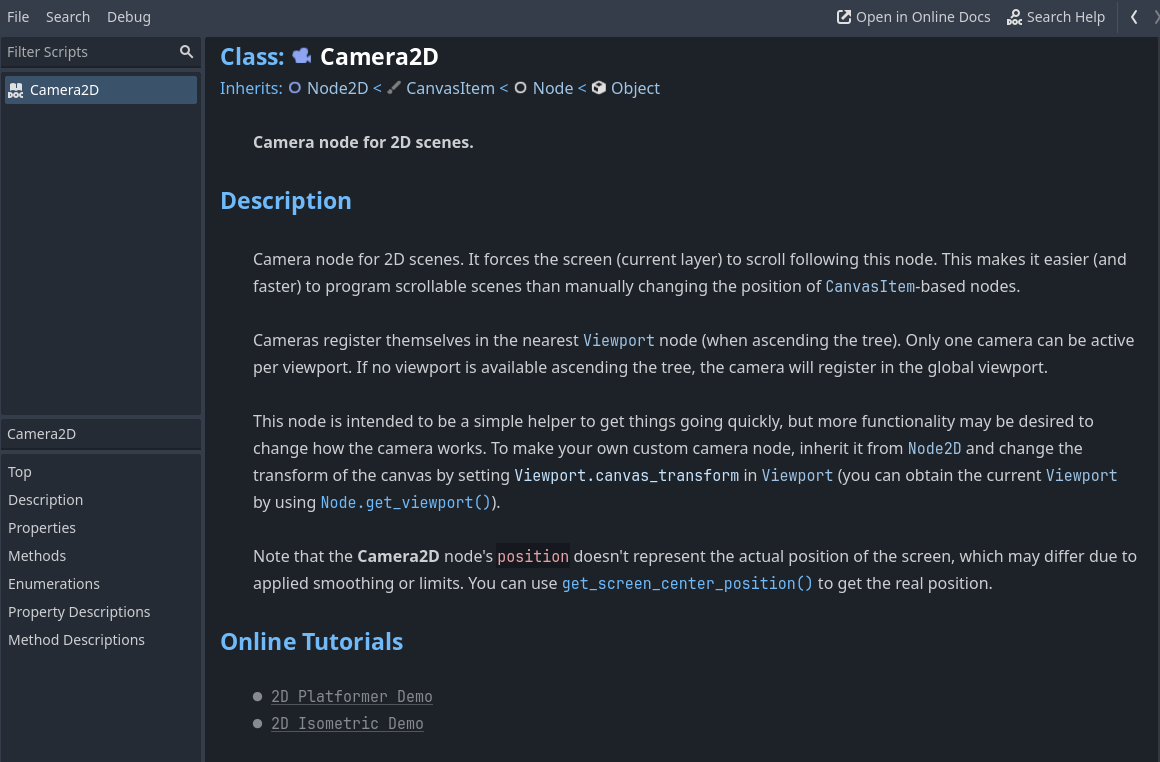 File Search Debug
Open in Online Docs
DOC Search Help
Filter Scripts
DOC Camera2D
Camera2D
Top
Description
Properties
Methods
Enumerations
Property Descriptions
Method Descriptions
Class: Camera2D
Inherits: Node2D < CanvasItem < Node < Object
Camera node for 2D scenes.
Description
Camera node for 2D scenes. It forces the screen (current layer) to scroll following this node. This makes it easier (and
faster) to program scrollable scenes than manually changing the position of CanvasItem-based nodes.
Cameras register themselves in the nearest Viewport node (when ascending the tree). Only one camera can be active
per viewport. If no viewport is available ascending the tree, the camera will register in the global viewport.
This node is intended to be a simple helper to get things going quickly, but more functionality may be desired to
change how the camera works. To make your own custom camera node, inherit it from Node2D and change the
transform of the canvas by setting Viewport.canvas_transform in Viewport (you can obtain the current Viewport
by using Node.get_viewport()).
Note that the Camera2D node's position doesn't represent the actual position of the screen, which may differ due to
applied smoothing or limits. You can use get_screen_center_position() to get the real position.
Online Tutorials
2D Platformer Demo
2D Isometric Demo